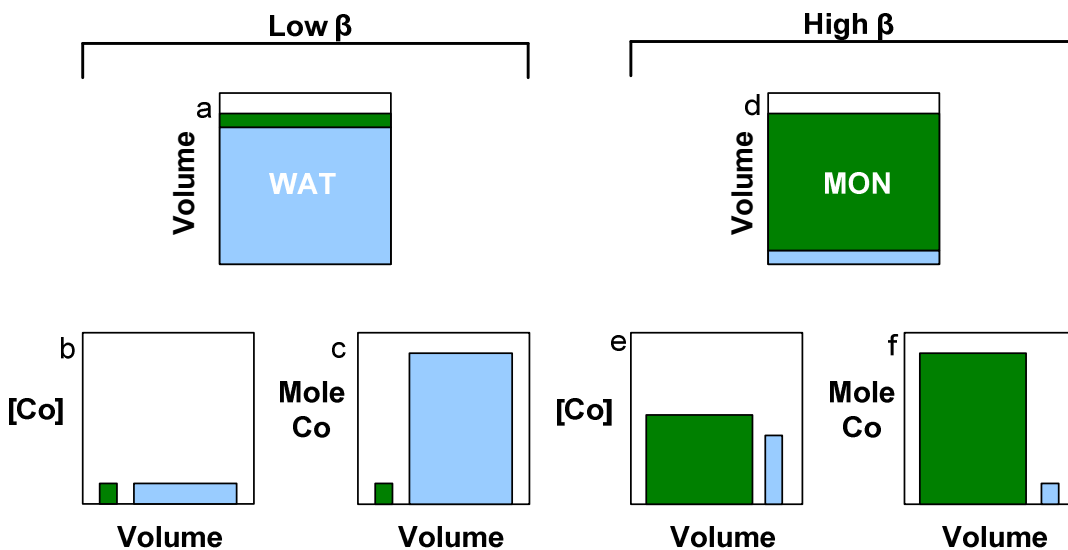 Low β
High β
a
Volume
WAT
d
Volume
MON
b
[Co]
Volume
c
Mole
Co
Volume
e
[Co]
Volume
f
Mole
Co
Volume